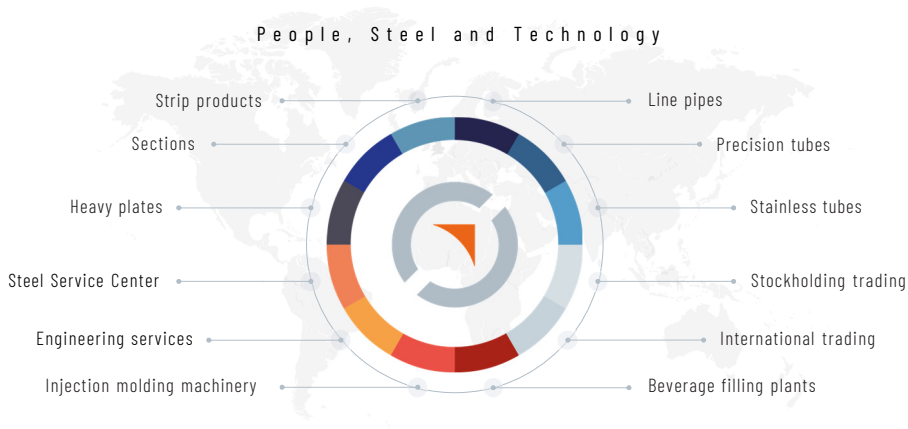 People, Steel and Technology
Strip products
Line pipes
Sections
Precision tubes
Heavy plates
Stainless tubes
Steel Service Center
Stockholding trading
Engineering services
International trading
Injection molding machinery
Beverage filling plants